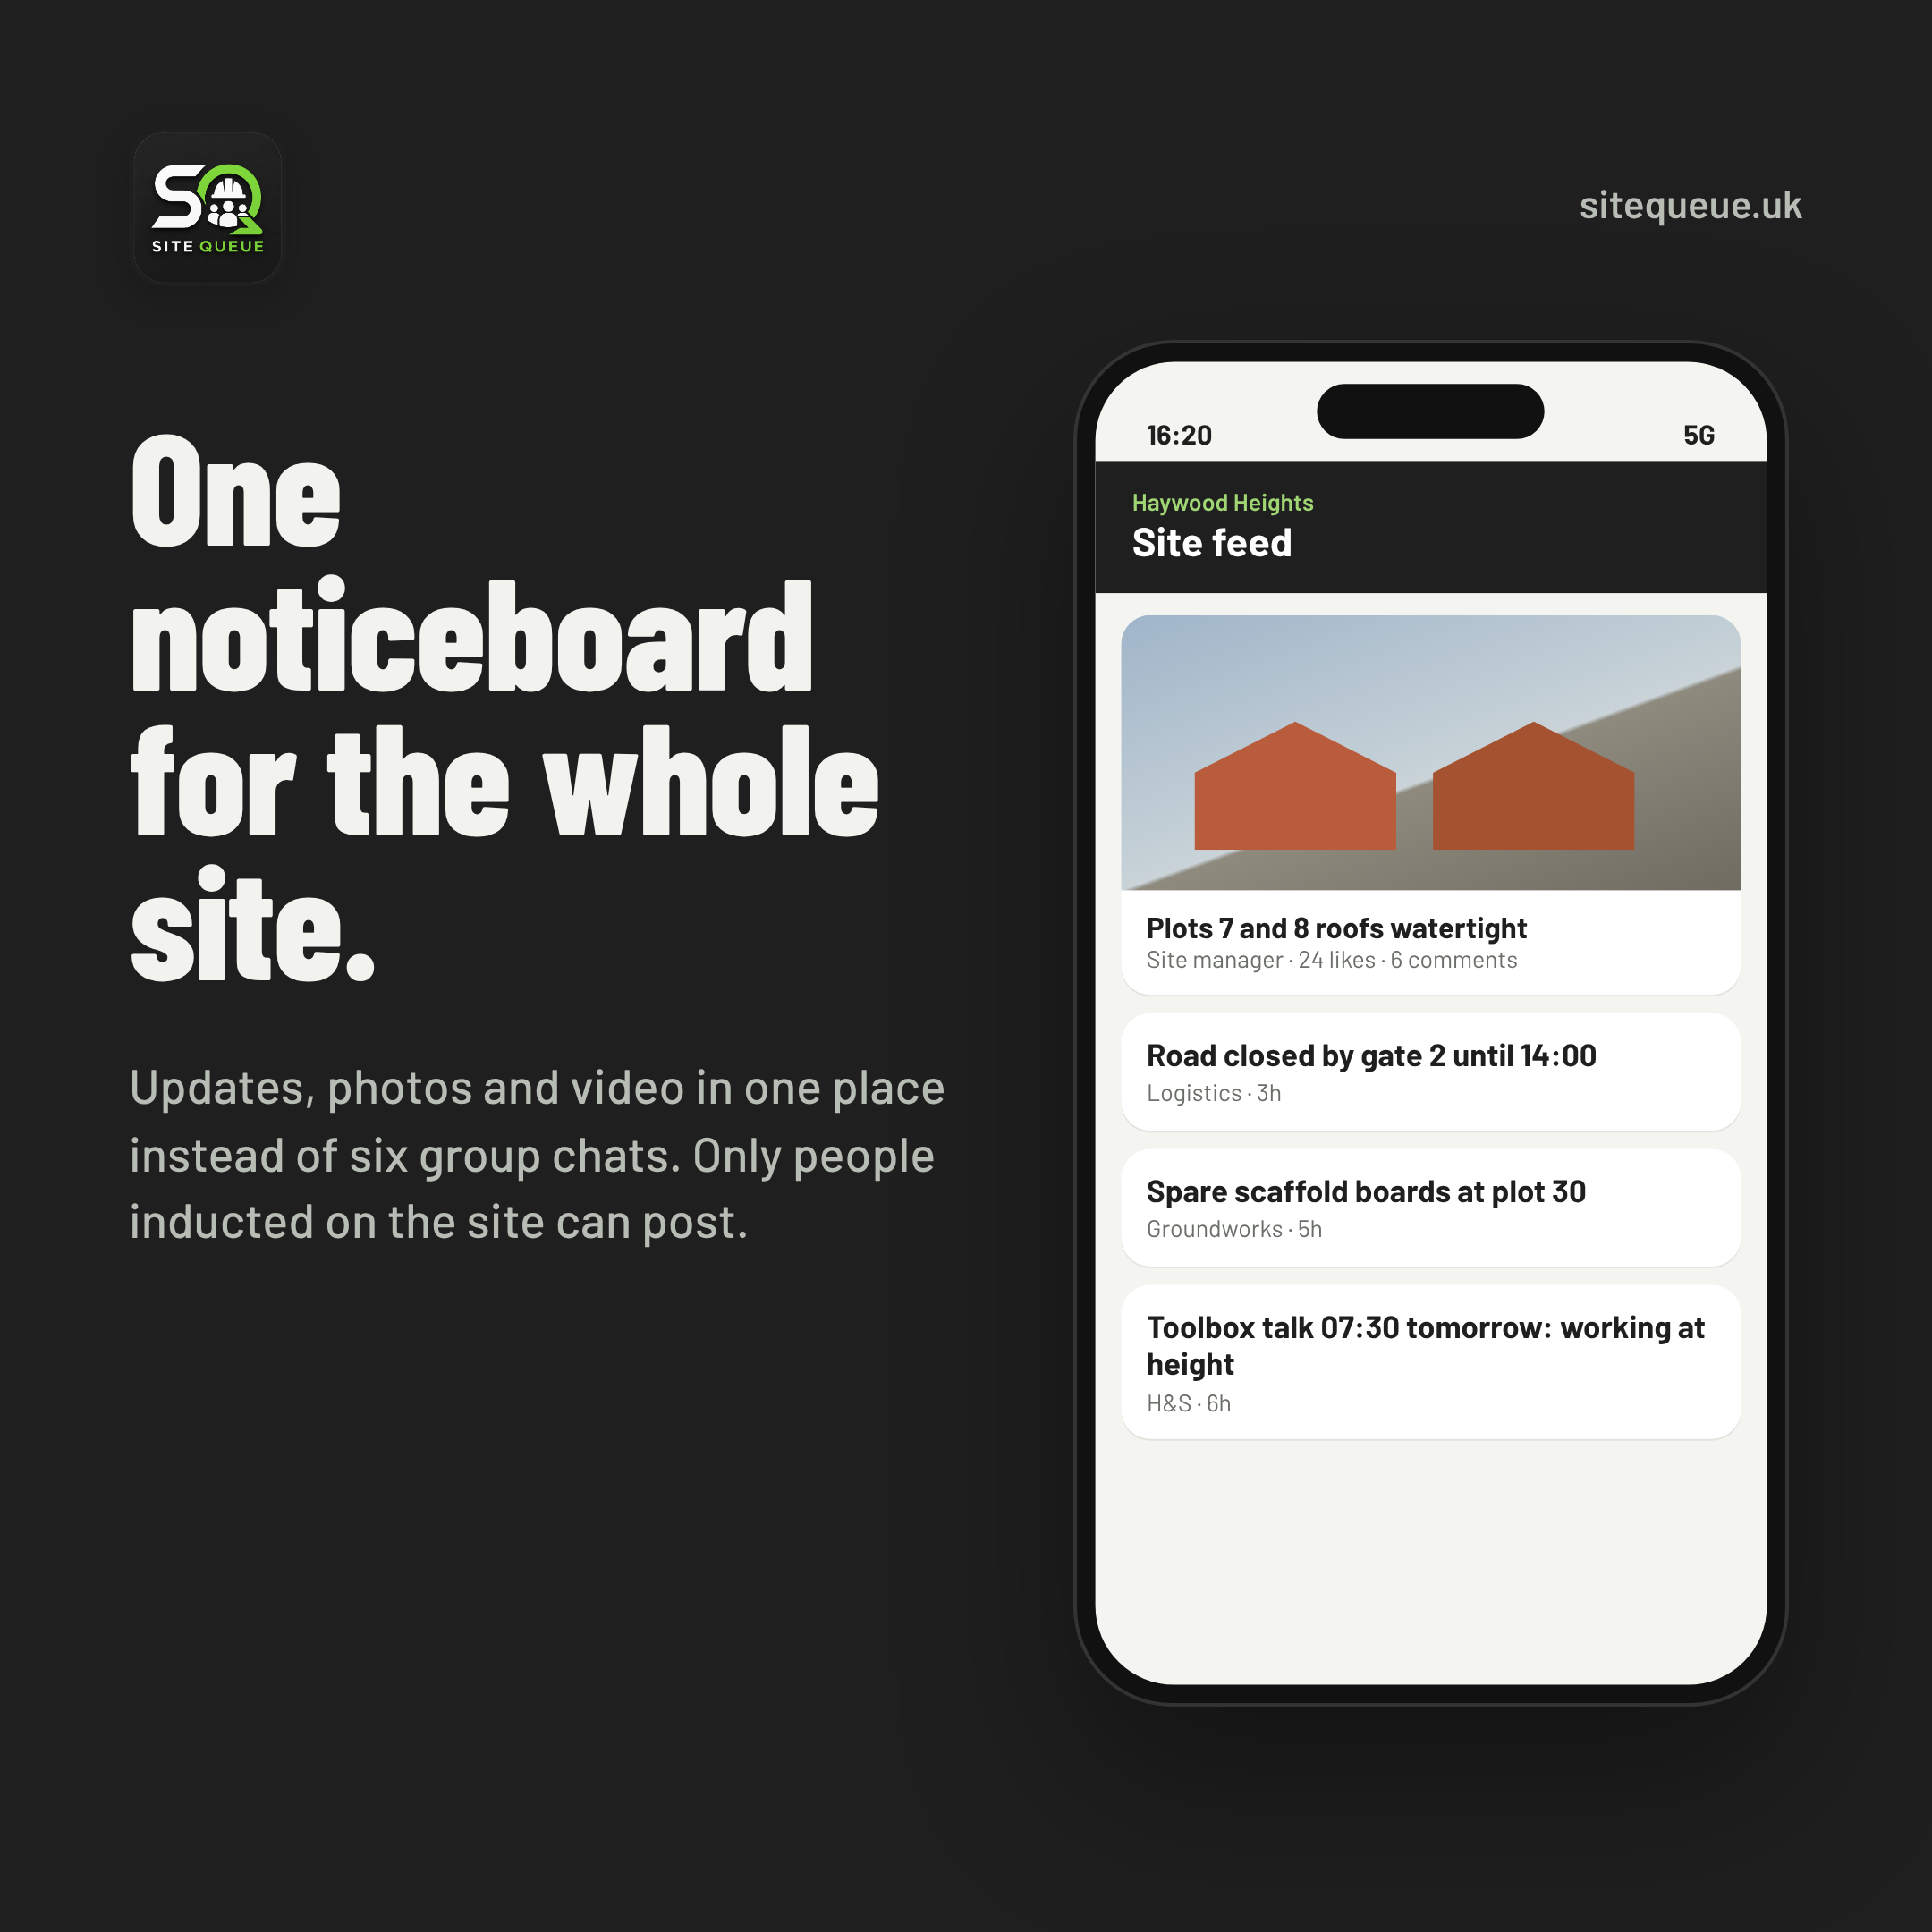 SQ
SITE QUEUE
sitequeue.uk
One
noticeboard
for the whole
site.
Updates, photos and video in one place
instead of six group chats. Only people
inducted on the site can post.
16:20
5G
Haywood Heights
Site feed
Plots 7 and 8 roofs watertight
Site manager · 24 likes · 6 comments
Road closed by gate 2 until 14:00
Logistics · 3h
Spare scaffold boards at plot 30
Groundworks · 5h
Toolbox talk 07:30 tomorrow: working at
height
H&S · 6h